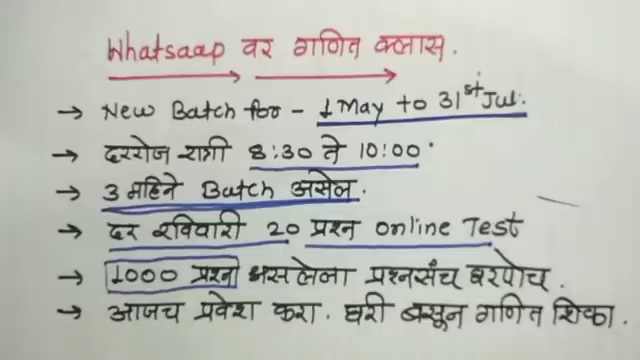 Whatsaap वर गणित क्लास.
→ New Batch for - 1 May to 31st Jul.
→ दररोज रात्री 8:30 ते 10:00
→ 3 महिने Batch असेल.
→ दर रविवारी 20 प्रश्न online Test
→ 1000 प्रश्न असलेला प्रश्नसंच घरपोच.
→ आजच प्रवेश करा. घरी बसून गणित शिका.